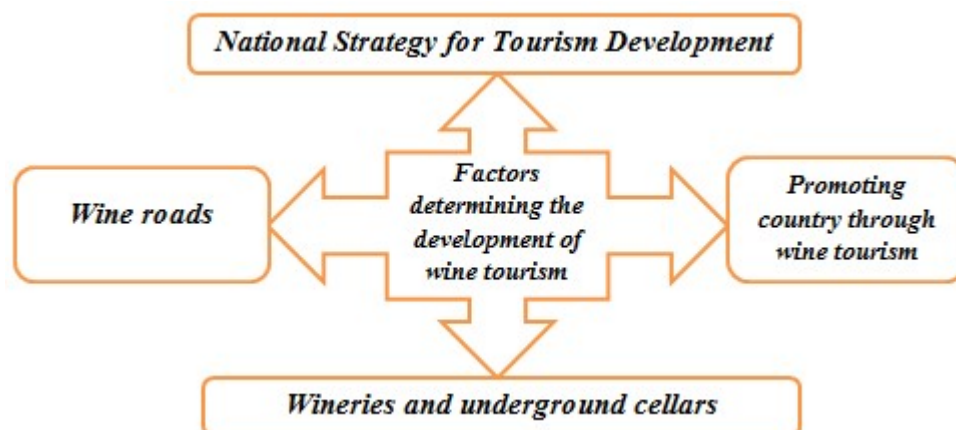 National Strategy for Tourism Development
Wine roads
Factors
determining the
development of
wine tourism
Promoting
country through
wine tourism
Wineries and underground cellars